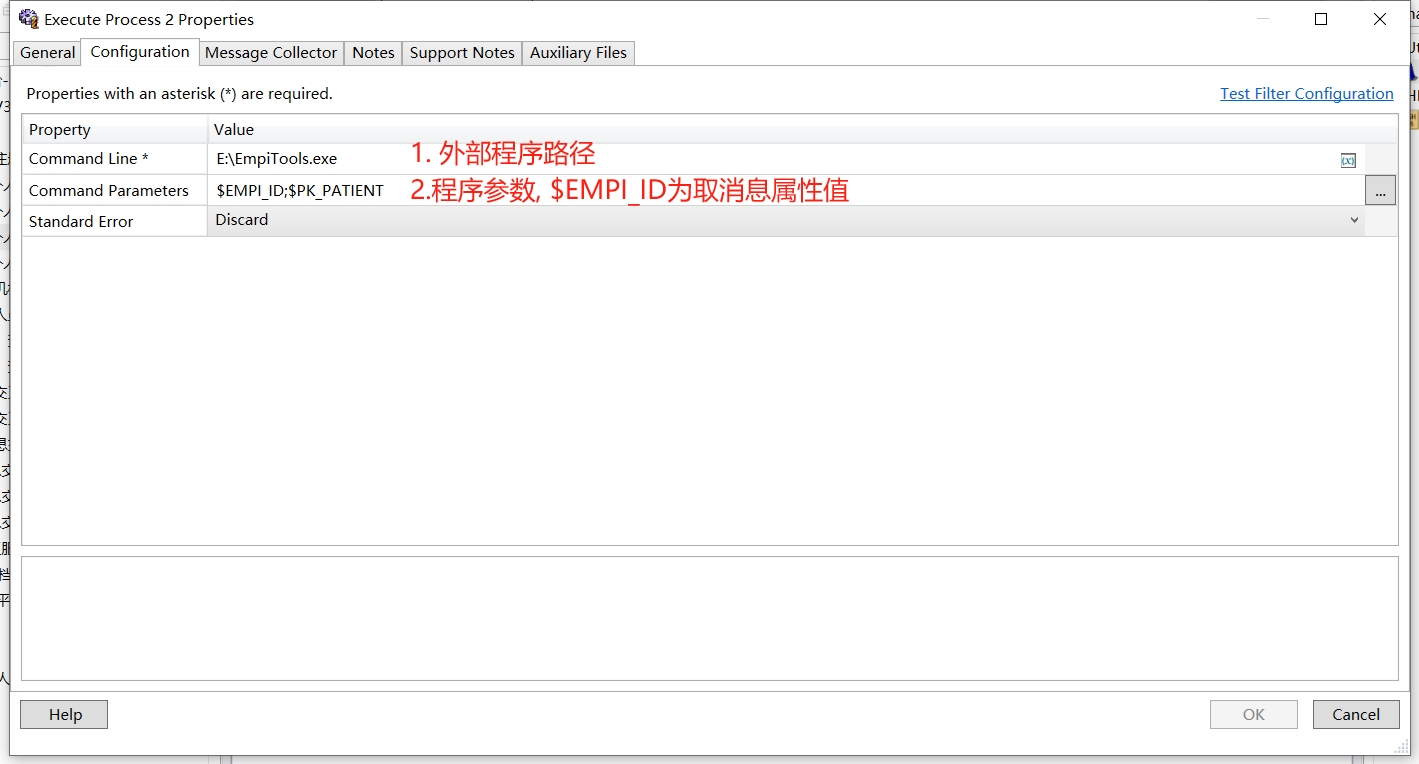 Execute Process 2 Properties
General Configuration Message Collector Notes Support Notes Auxiliary Files
Properties with an asterisk (*) are required. Test Filter Configuration
Property Value
Command Line * E:\EmpiTools.exe 1. 外部程序路径
Command Parameters $EMPI_ID;$PK_PATIENT 2.程序参数, $EMPI_ID为取消息属性值 ...
Standard Error Discard
Help OK Cancel